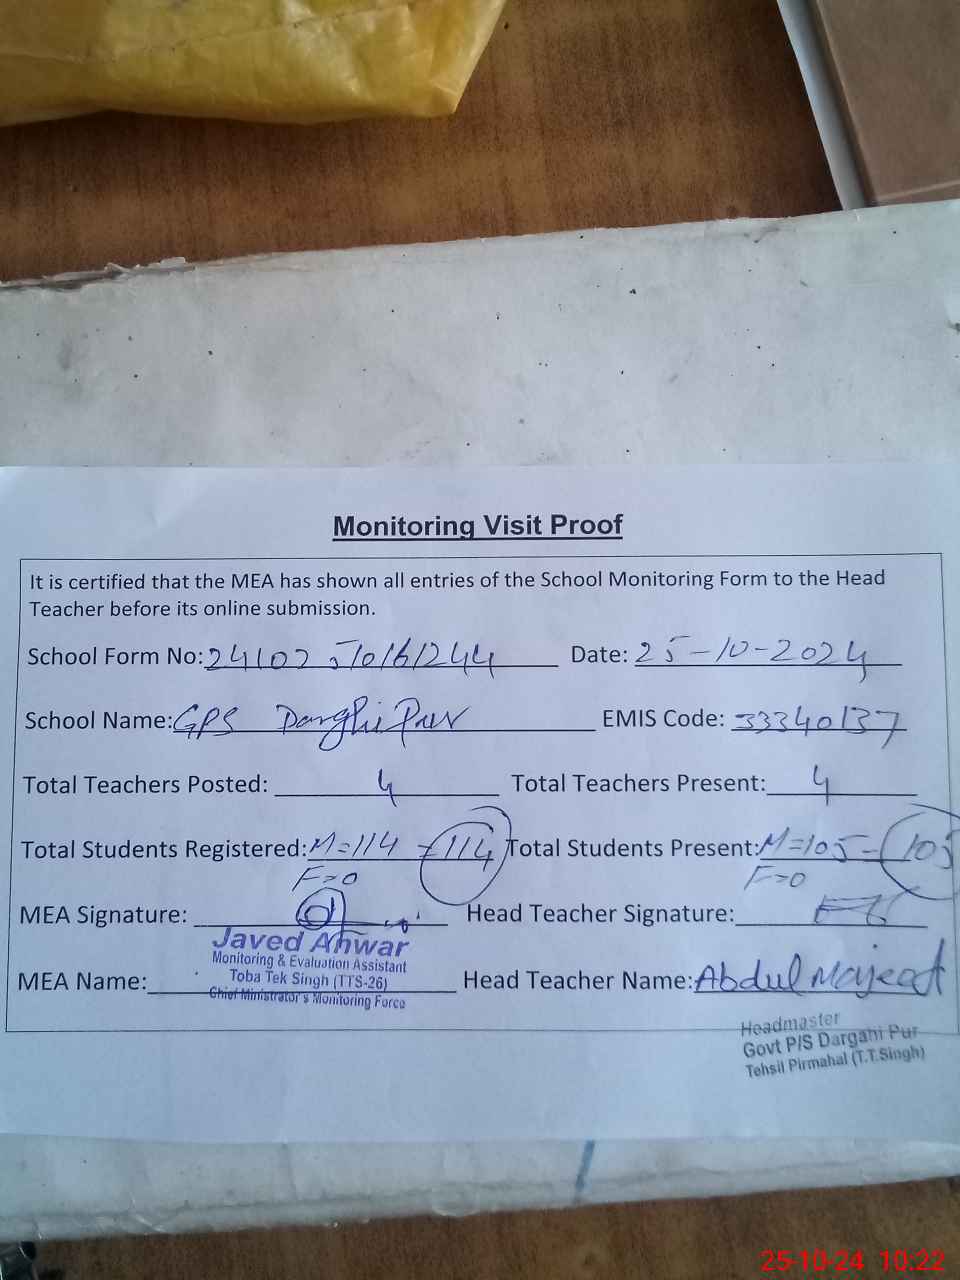 Monitoring Visit Proof
It is certified that the MEA has shown all entries of the School Monitoring Form to the Head
Teacher before its online submission.
School Form No: 24102510161244 Date: 25-10-2024
School Name: GPS Darghi Pur EMIS Code: 33340137
Total Teachers Posted: 4 Total Teachers Present: 4
Total Students Registered: M=114 =114 Total Students Present: M=105 = 105
F=0 F=0
MEA Signature: Head Teacher Signature:
Javed Anwar
Monitoring & Evaluation Assistant
Toba Tek Singh (TTS-26)
Chief Ministrator's Monitoring Force
MEA Name: Head Teacher Name: Abdul Majeed
Headmaster
Govt P/S Dargahi Pur
Tehsil Pirmahal (T.T.Singh)
25-10-24 10:22